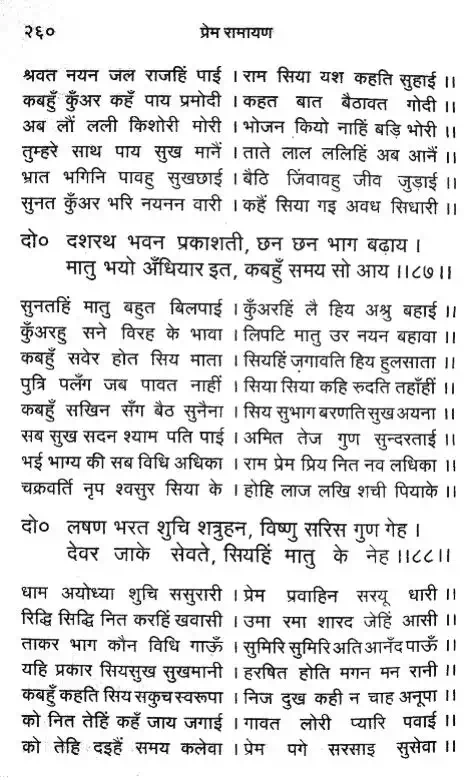 २६०
प्रेम रामायण
श्रवत नयन जल राजहिं पाई । राम सिया यश कहति सुहाई ।।
कबहुँ कुँअर कहँ पाय प्रमोदी । कहत बात बैठावत गोदी ।।
अब लौं लली किशोरी मोरी । भोजन कियो नाहिं बड़ि भोरी ।।
तुम्हरे साथ पाय सुख मानैं । ताते लाल ललिहिं अब आनैं ।।
भ्रात भगिनि पावहु सुखछाई । बैठि जिंवावहु जीव जुड़ाई ।।
सुनत कुँअर भरि नयनन वारी । कहैं सिया गइ अवध सिधारी ।।
दो० दशरथ भवन प्रकाशती, छन छन भाग बढ़ाय ।
मातु भयो अँधियार इत, कबहुँ समय सो आय ।।८७।।
सुनतहिं मातु बहुत बिलपाई । कुँअरहिं लै हिय अश्रु बहाई ।।
कुँअरहु सने विरह के भावा । लिपटि मातु उर नयन बहावा ।।
कबहुँ सवेर होत सिय माता । सियहिं जगावति हिय हुलसाता ।।
पुत्रि पलँग जब पावत नाहीं । सिया सिया कहि रुदति तहाँहीं ।।
कबहुँ सखिन सँग बैठ सुनैना । सिय सुभाग बरणति सुख अयना ।।
सब सुख सदन श्याम पति पाई । अमित तेज गुण सुन्दरताई ।।
भई भाग्य की सब विधि अधिका । राम प्रेम प्रिय नित नव लधिका ।।
चक्रवर्ति नृप श्वसुर सिया के । होहि लाज लखि शची पियाके ।।
दो० लषण भरत शुचि शत्रुहन, विष्णु सरिस गुण गेह ।
देवर जाके सेवते, सियहिं मातु के नेह ।।८८।।
धाम अयोध्या शुचि ससुरारी । प्रेम प्रवाहिन सरयू धारी ।।
रिद्धि सिद्धि नित करहिं खवासी । उमा रमा शारद जेहिं आसी ।।
ताकर भाग कौन विधि गाऊँ । सुमिरि सुमिरि अति आनँद पाऊँ ।।
यहि प्रकार सियसुख सुखमानी । हरषित होति मगन मन रानी ।।
कबहुँ कहति सिय सकुच स्वरूपा । निज दुख कही न चाह अनूपा ।।
को नित तेहिं कहँ जाय जगाई । गावत लोरी प्यारि पवाई ।।
को तेहि दइहैं समय कलेवा । प्रेम पगे सरसाइ सुसेवा ।।